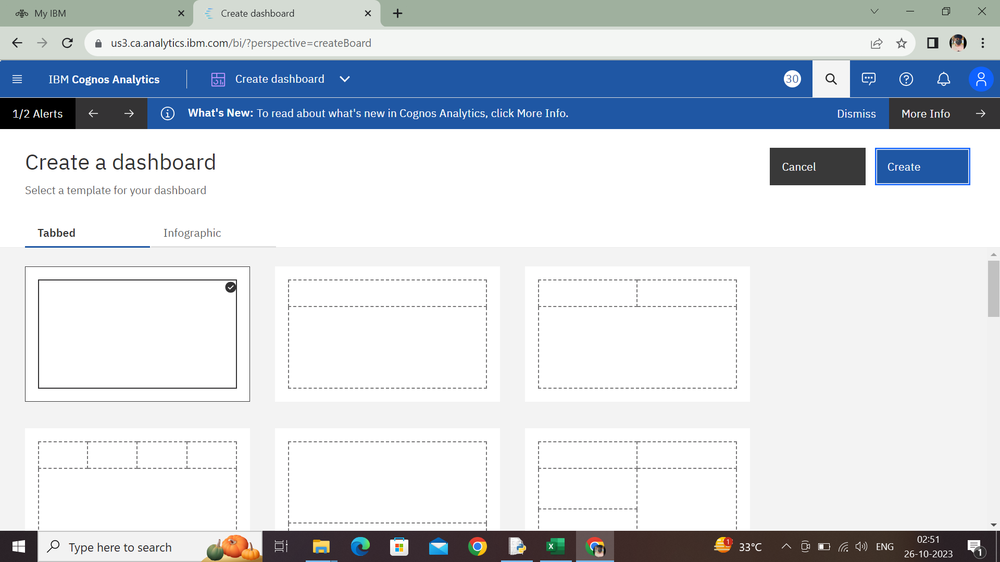 My IBM
Create dashboard
us3.ca.analytics.ibm.com/bi/?perspective=createBoard
IBM Cognos Analytics
Create dashboard
30
1/2 Alerts
What's New: To read about what's new in Cognos Analytics, click More Info.
Dismiss
More Info
Create a dashboard
Cancel
Create
Select a template for your dashboard
Tabbed
Infographic
Type here to search
1
33°C
ENG
02:51
26-10-2023
1